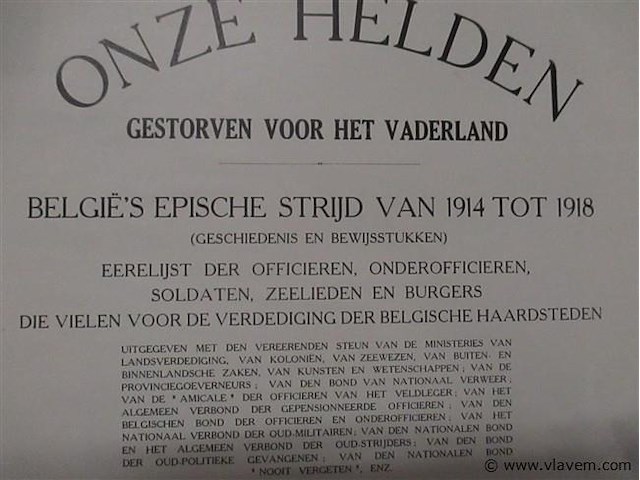 ONZE HELDEN
GESTORVEN VOOR HET VADERLAND
BELGIË'S EPISCHE STRIJD VAN 1914 TOT 1918
(GESCHIEDENIS EN BEWIJSSTUKKEN)
EERELIJST DER OFFICIEREN, ONDEROFFICIEREN,
SOLDATEN, ZEELIEDEN EN BURGERS
DIE VIELEN VOOR DE VERDEDIGING DER BELGISCHE HAARDSTEDEN
UITGEGEVEN MET DEN VEREERENDEN STEUN VAN DE MINISTERIES VAN
LANDSVERDEDIGING, VAN KOLONIËN, VAN ZEEWEZEN, VAN BUITEN- EN
BINNENLANDSCHE ZAKEN, VAN KUNSTEN EN WETENSCHAPPEN; VAN DE
PROVINCIEGOEVERNEURS; VAN DEN BOND VAN NATIONAAL VERWEER;
VAN DE "AMICALE" DER OFFICIEREN VAN HET VELDLEGER; VAN HET
ALGEMEEN VERBOND DER GEPENSIONNEERDE OFFICIEREN; VAN DEN
BELGISCHEN BOND DER OFFICIEREN EN ONDEROFFICIEREN; VAN HET
NATIONAAL VERBOND DER OUD-MILITAIREN; VAN DEN NATIONALEN BOND
EN HET ALGEMEEN VERBOND DER OUD-STRIJDERS; VAN DEN BOND
DER OUD-POLITIEKE GEVANGENEN; VAN DEN NATIONALEN BOND
"NOOIT VERGETEN", ENZ.
© www.vlavem.com